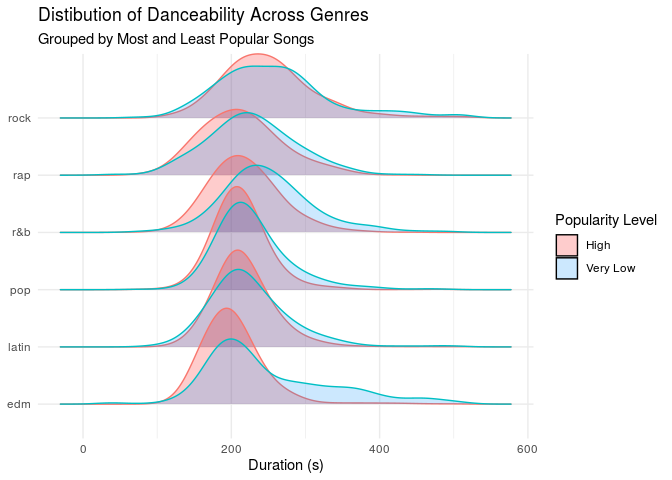 Distibution of Danceability Across Genres
Grouped by Most and Least Popular Songs
rock
rap
r&b
pop
latin
edm
0 200 400 600
Duration (s)
Popularity Level
High
Very Low